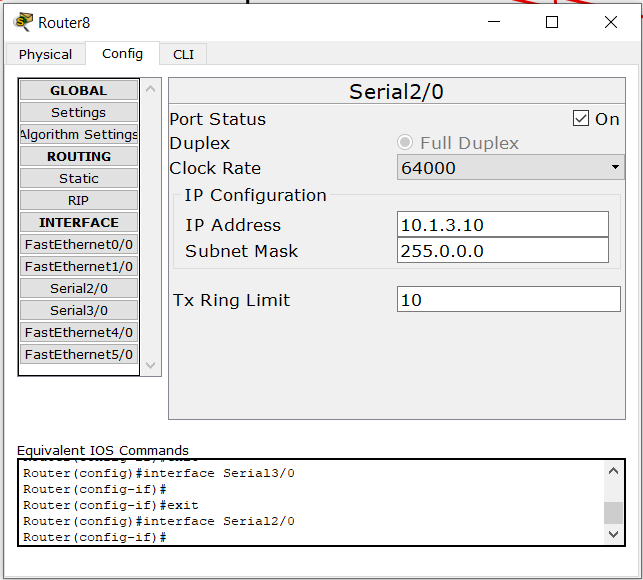 Router8
Physical Config CLI
GLOBAL
Settings
Algorithm Settings
ROUTING
Static
RIP
INTERFACE
FastEthernet0/0
FastEthernet1/0
Serial2/0
Serial3/0
FastEthernet4/0
FastEthernet5/0
Serial2/0
Port Status On
Duplex Full Duplex
Clock Rate 64000
IP Configuration
IP Address 10.1.3.10
Subnet Mask 255.0.0.0
Tx Ring Limit 10
Equivalent IOS Commands
Router(config-if)#exit
Router(config)#interface Serial3/0
Router(config-if)#
Router(config-if)#exit
Router(config)#interface Serial2/0
Router(config-if)#